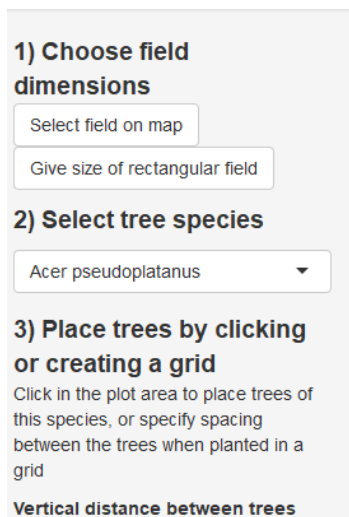 1) Choose field
dimensions
Select field on map
Give size of rectangular field
2) Select tree species
Acer pseudoplatanus
3) Place trees by clicking
or creating a grid
Click in the plot area to place trees of
this species, or specify spacing
between the trees when planted in a
grid
Vertical distance between trees